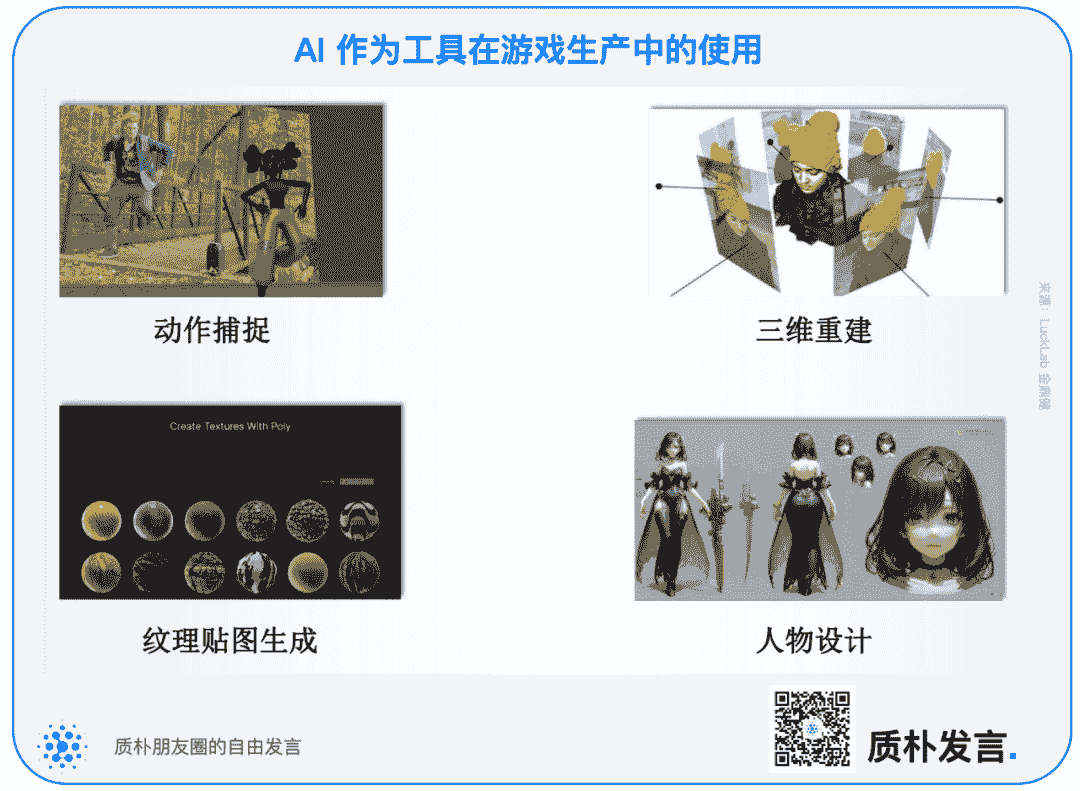 AI 作为工具在游戏生产中的使用
动作捕捉
三维重建
来源：LuckLab 金鼎健
Create Textures With Poly
纹理贴图生成
人物设计
质朴朋友圈的自由发言
质朴发言.